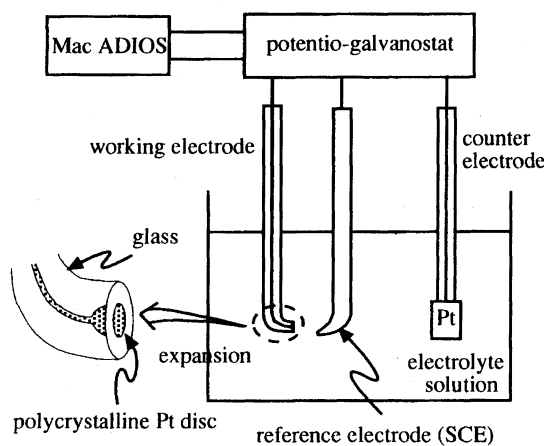 Mac ADIOS
potentio-galvanostat
working electrode
counter
electrode
glass
Pt
expansion
electrolyte
solution
polycrystalline Pt disc
reference electrode (SCE)